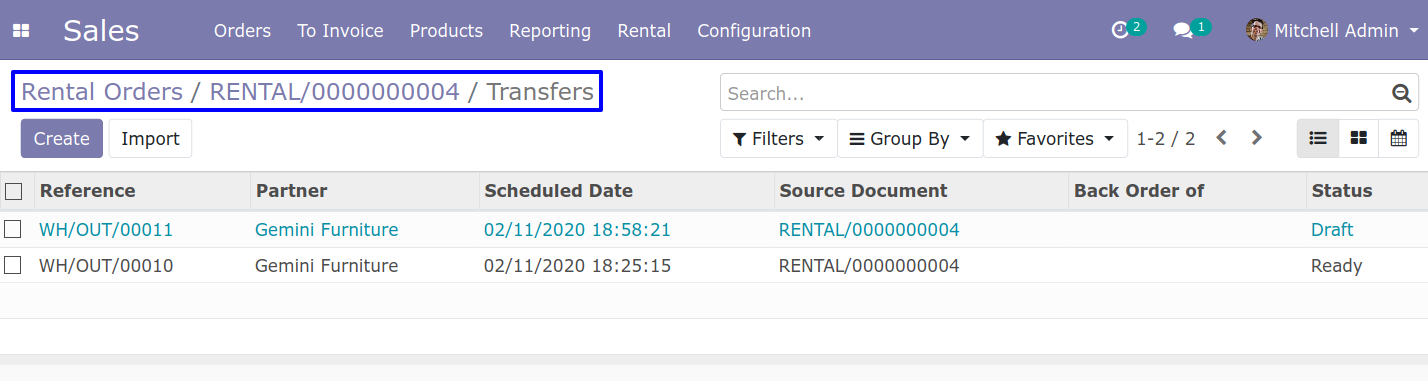 Sales Orders To Invoice Products Reporting Rental Configuration 2 1 Mitchell Admin
Rental Orders / RENTAL/0000000004 / Transfers
Search...
Create Import Filters Group By Favorites 1-2 / 2
Reference Partner Scheduled Date Source Document Back Order of Status
WH/OUT/00011 Gemini Furniture 02/11/2020 18:58:21 RENTAL/0000000004 Draft
WH/OUT/00010 Gemini Furniture 02/11/2020 18:25:15 RENTAL/0000000004 Ready